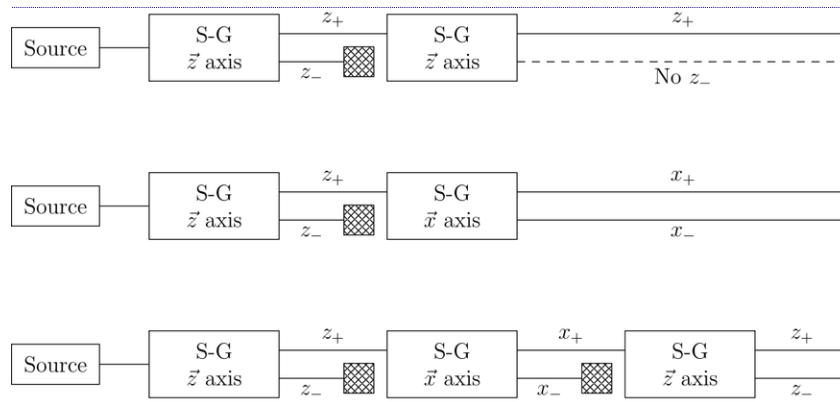 z₊ z₊
Source S-G S-G
z⃗ axis z⃗ axis
z₋ No z₋
z₊ x₊
Source S-G S-G
z⃗ axis x⃗ axis
z₋ x₋
z₊ x₊ z₊
Source S-G S-G S-G
z⃗ axis x⃗ axis z⃗ axis
z₋ x₋ z₋